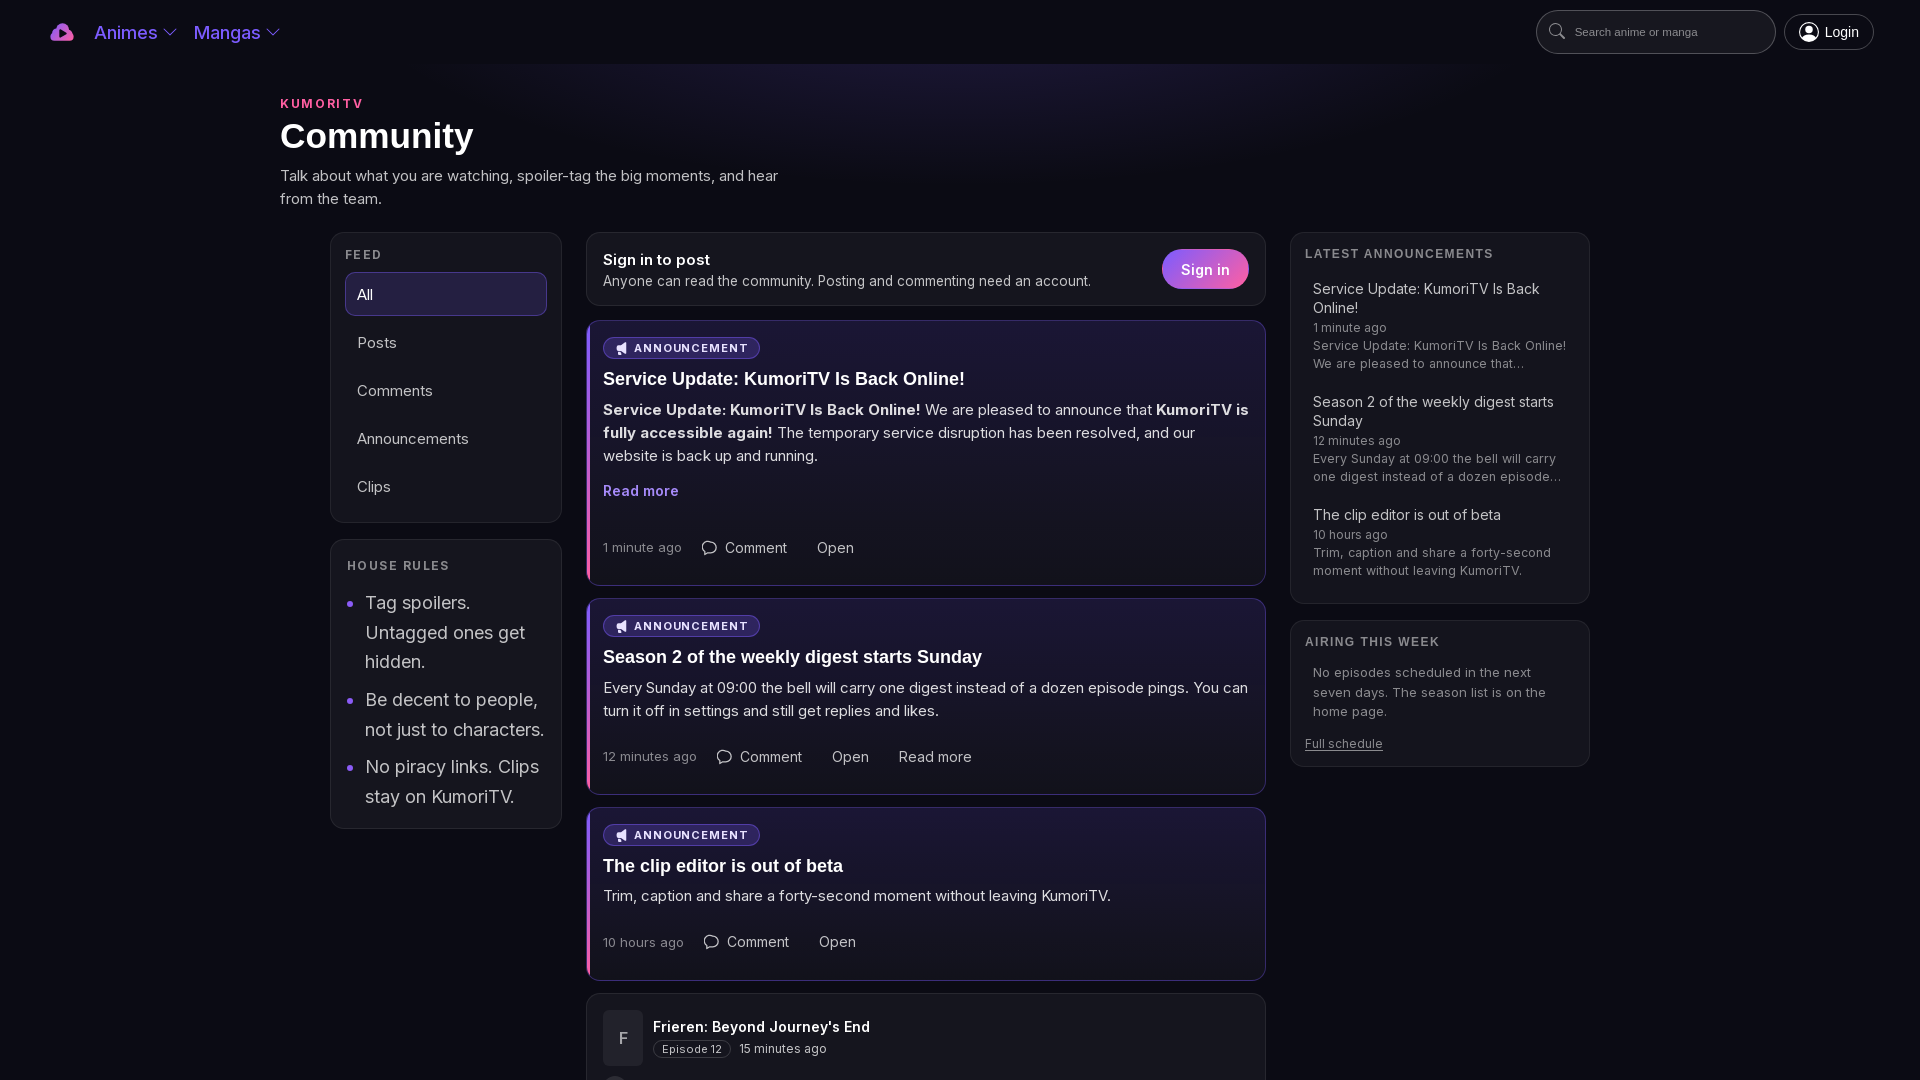 Animes
Mangas
Search anime or manga
Login
KUMORITV
Community
Talk about what you are watching, spoiler-tag the big moments, and hear
from the team.
FEED
All
Posts
Comments
Announcements
Clips
HOUSE RULES
Tag spoilers.
Untagged ones get
hidden.
Be decent to people,
not just to characters.
No piracy links. Clips
stay on KumoriTV.
Sign in to post
Anyone can read the community. Posting and commenting need an account.
Sign in
ANNOUNCEMENT
Service Update: KumoriTV Is Back Online!
Service Update: KumoriTV Is Back Online! We are pleased to announce that KumoriTV is
fully accessible again! The temporary service disruption has been resolved, and our
website is back up and running.
Read more
1 minute ago
Comment
Open
ANNOUNCEMENT
Season 2 of the weekly digest starts Sunday
Every Sunday at 09:00 the bell will carry one digest instead of a dozen episode pings. You can
turn it off in settings and still get replies and likes.
12 minutes ago
Comment
Open
Read more
ANNOUNCEMENT
The clip editor is out of beta
Trim, caption and share a forty-second moment without leaving KumoriTV.
10 hours ago
Comment
Open
F
Frieren: Beyond Journey's End
Episode 12
15 minutes ago
LATEST ANNOUNCEMENTS
Service Update: KumoriTV Is Back
Online!
1 minute ago
Service Update: KumoriTV Is Back Online!
We are pleased to announce that…
Season 2 of the weekly digest starts
Sunday
12 minutes ago
Every Sunday at 09:00 the bell will carry
one digest instead of a dozen episode…
The clip editor is out of beta
10 hours ago
Trim, caption and share a forty-second
moment without leaving KumoriTV.
AIRING THIS WEEK
No episodes scheduled in the next
seven days. The season list is on the
home page.
Full schedule